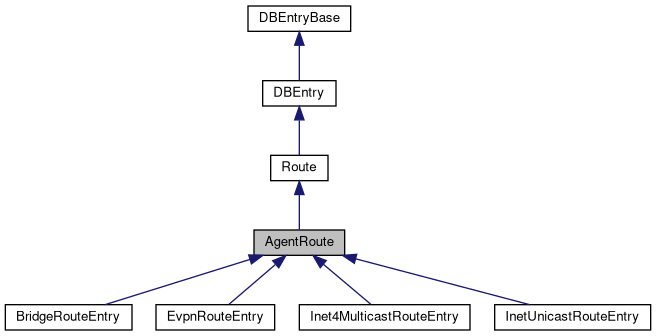 DBEntryBase
DBEntry
Route
AgentRoute
BridgeRouteEntry EvpnRouteEntry Inet4MulticastRouteEntry InetUnicastRouteEntry